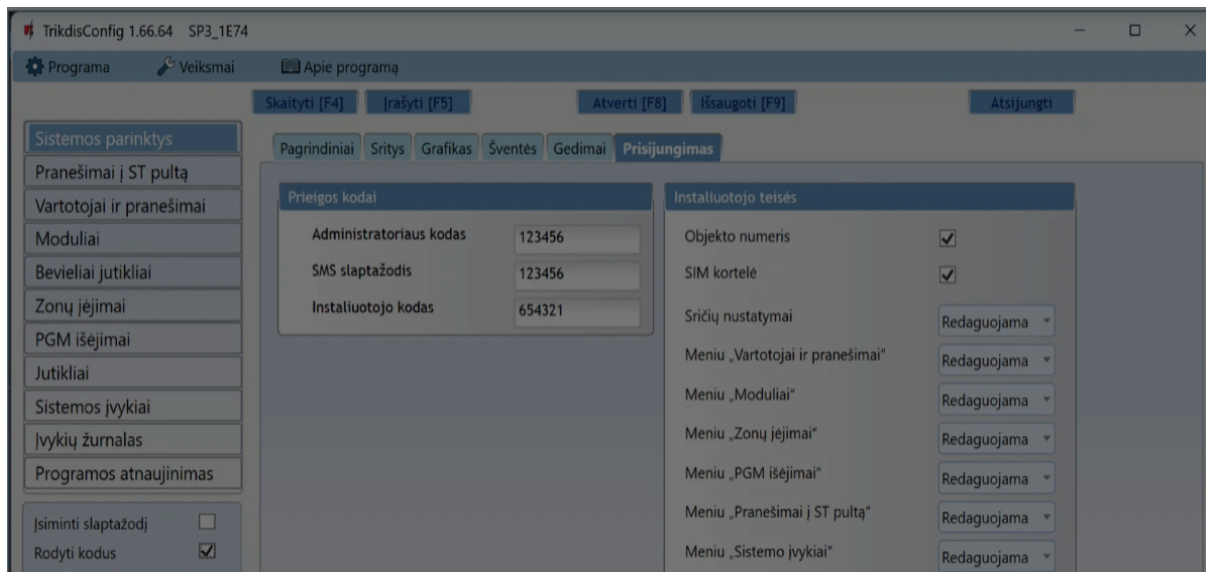 TrikdisConfig 1.66.64 SP3_1E74
Programa Veiksmai Apie programą
Skaityti [F4] Įrašyti [F5] Atverti [F8] Išsaugoti [F9] Atsijungti
Sistemos parinktys
Pranešimai į ST pultą
Vartotojai ir pranešimai
Moduliai
Bevieliai jutikliai
Zonų įėjimai
PGM išėjimai
Jutikliai
Sistemos įvykiai
Įvykių žurnalas
Programos atnaujinimas
Įsiminti slaptažodį
Rodyti kodus
Pagrindiniai Sritys Grafikas Šventės Gedimai Prisijungimas
Prieigos kodai
Administratoriaus kodas 123456
SMS slaptažodis 123456
Instaliuotojo kodas 654321
Instaliuotojo teisės
Objekto numeris
SIM kortelė
Sričių nustatymai Redaguojama
Meniu „Vartotojai ir pranešimai“ Redaguojama
Meniu „Moduliai“ Redaguojama
Meniu „Zonų įėjimai“ Redaguojama
Meniu „PGM išėjimai“ Redaguojama
Meniu „Pranešimai į ST pultą“ Redaguojama
Meniu „Sistemo įvykiai“ Redaguojama